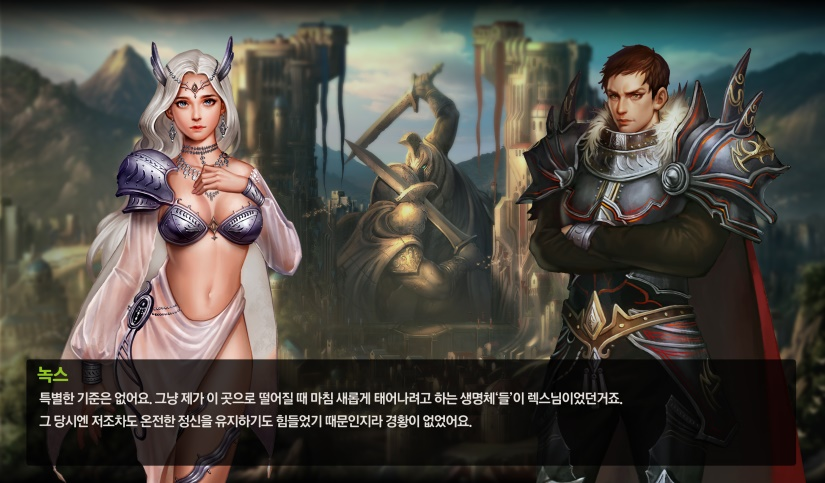 녹스
특별한 기준은 없어요. 그냥 제가 이 곳으로 떨어질 때 마침 새롭게 태어나려고 하는 생명체'들'이 렉스님이었던거죠.
그 당시엔 저조차도 온전한 정신을 유지하기도 힘들었기 때문인지라 경황이 없었어요.